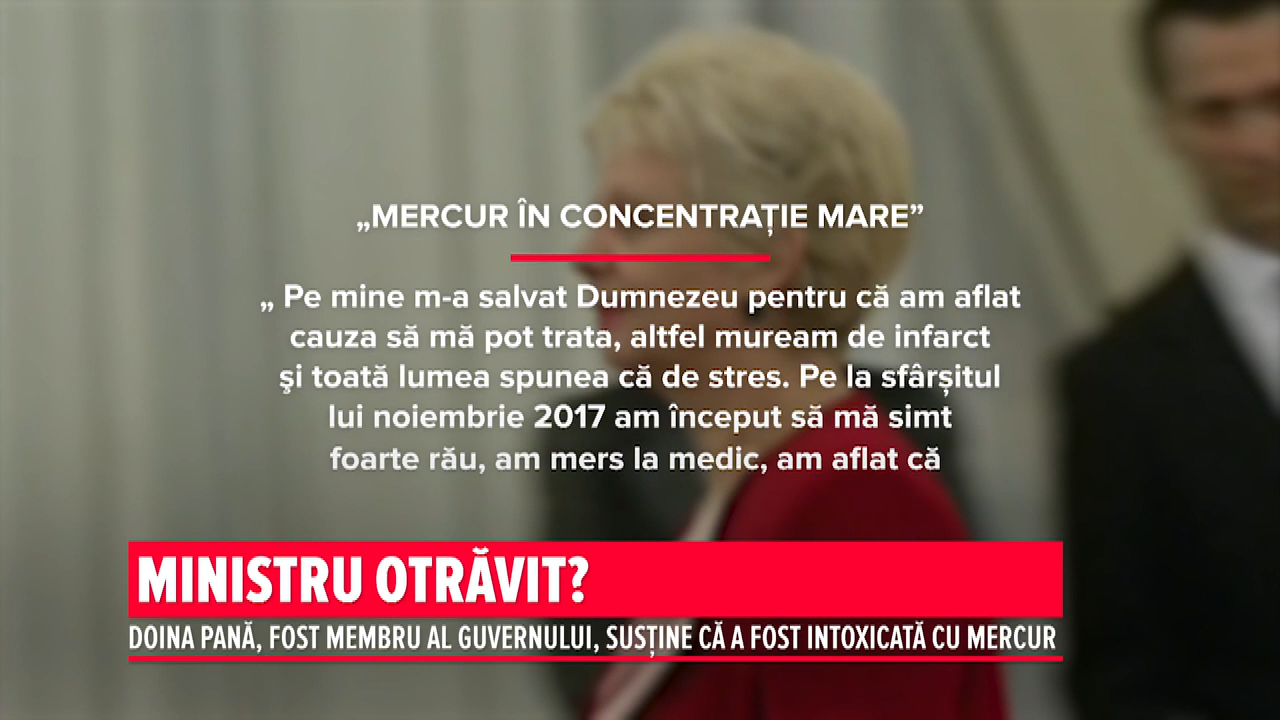 „MERCUR ÎN CONCENTRAȚIE MARE”
„ Pe mine m-a salvat Dumnezeu pentru că am aflat
cauza să mă pot trata, altfel muream de infarct
şi toată lumea spunea că de stres. Pe la sfârșitul
lui noiembrie 2017 am început să mă simt
foarte rău, am mers la medic, am aflat că
MINISTRU OTRĂVIT?
DOINA PANĂ, FOST MEMBRU AL GUVERNULUI, SUSȚINE CĂ A FOST INTOXICATĂ CU MERCUR